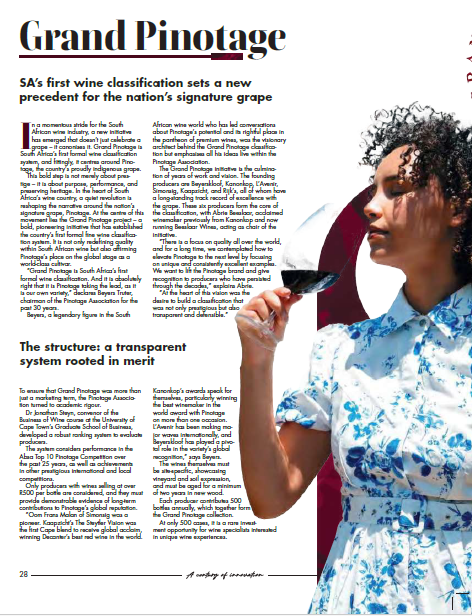 Grand Pinotage
SA's first wine classification sets a new
precedent for the nation's signature grape
In a momentous stride for the South
African wine industry, a new initiative
has emerged that doesn't just celebrate a
grape – it canonises it. Grand Pinotage is
South Africa's first formal wine classification
system, and fittingly, it centres around Pino-
tage, the country's proudly indigenous grape.
This bold step is not merely about pres-
tige – it is about purpose, performance, and
preserving heritage. In the heart of South
Africa's wine country, a quiet revolution is
reshaping the narrative around the nation's
signature grape, Pinotage. At the centre of this
movement lies the Grand Pinotage project – a
bold, pioneering initiative that has established
the country's first formal fine wine classifica-
tion system. It is not only redefining quality
within South African wine but also affirming
Pinotage's place on the global stage as a
world-class cultivar.
"Grand Pinotage is South Africa's first
formal wine classification. And it is absolutely
right that it is Pinotage taking the lead, as it
is our own variety," declares Beyers Truter,
chairman of the Pinotage Association for the
past 30 years.
Beyers, a legendary figure in the South
African wine world who has led conversations
about Pinotage's potential and its rightful place in
the pantheon of premium wines, was the visionary
architect behind the Grand Pinotage classifica-
tion but emphasises all his ideas lived within the
Pinotage Association.
The Grand Pinotage initiative is the culmina-
tion of years of work and vision. The founding
producers are Beyerskloof, Kanonkop, L'Avenir,
Simonsig, Kaapzicht, and Rijk's, all of whom have
a long-standing track record of excellence with
the grape. These six producers form the core of
the classification, with Abrie Beeslaar, acclaimed
winemaker previously from Kanonkop and now
running Beeslaar Wines, acting as chair of the
initiative.
"There is a focus on quality all over the world,
and for a long time, we contemplated how to
elevate Pinotage to the next level by focusing
on unique and consistently excellent examples.
We want to lift the Pinotage brand and give
recognition to producers who have persisted
through the decades," explains Abrie.
"At the heart of this vision was the
desire to build a classification that
was not only prestigious but also
transparent and defensible."
The structure: a transparent
system rooted in merit
To ensure that Grand Pinotage was more than
just a marketing term, the Pinotage Associa-
tion turned to academic rigour.
Dr Jonathan Steyn, convenor of the
Business of Wine course at the University of
Cape Town's Graduate School of Business,
developed a robust ranking system to evaluate
producers.
The system considers performance in the
Absa Top 10 Pinotage Competition over
the past 25 years, as well as achievements
in other prestigious international and local
competitions.
Only producers with wines selling at over
R500 per bottle are considered, and they must
provide demonstrable evidence of long-term
contributions to Pinotage's global reputation.
"Oom Frans Malan of Simonsig was a
pioneer. Kaapzicht's The Steytler Vision was
the first Cape blend to receive global acclaim,
winning Decanter's best red wine in the world.
Kanonkop's awards speak for
themselves, particularly winning
the best winemaker in the
world award with Pinotage
on more than one occasion.
L'Avenir has been making ma-
jor waves internationally, and
Beyerskloof has played a pivo-
tal role in the variety's global
recognition," says Beyers.
The wines themselves must
be site-specific, showcasing
vineyard and soil expression,
and must be aged for a minimum
of two years in new wood.
Each producer contributes 500
bottles annually, which together form
the Grand Pinotage collection.
At only 500 cases, it is a rare invest-
ment opportunity for wine specialists interested
in unique wine experiences.
28
A century of innovation